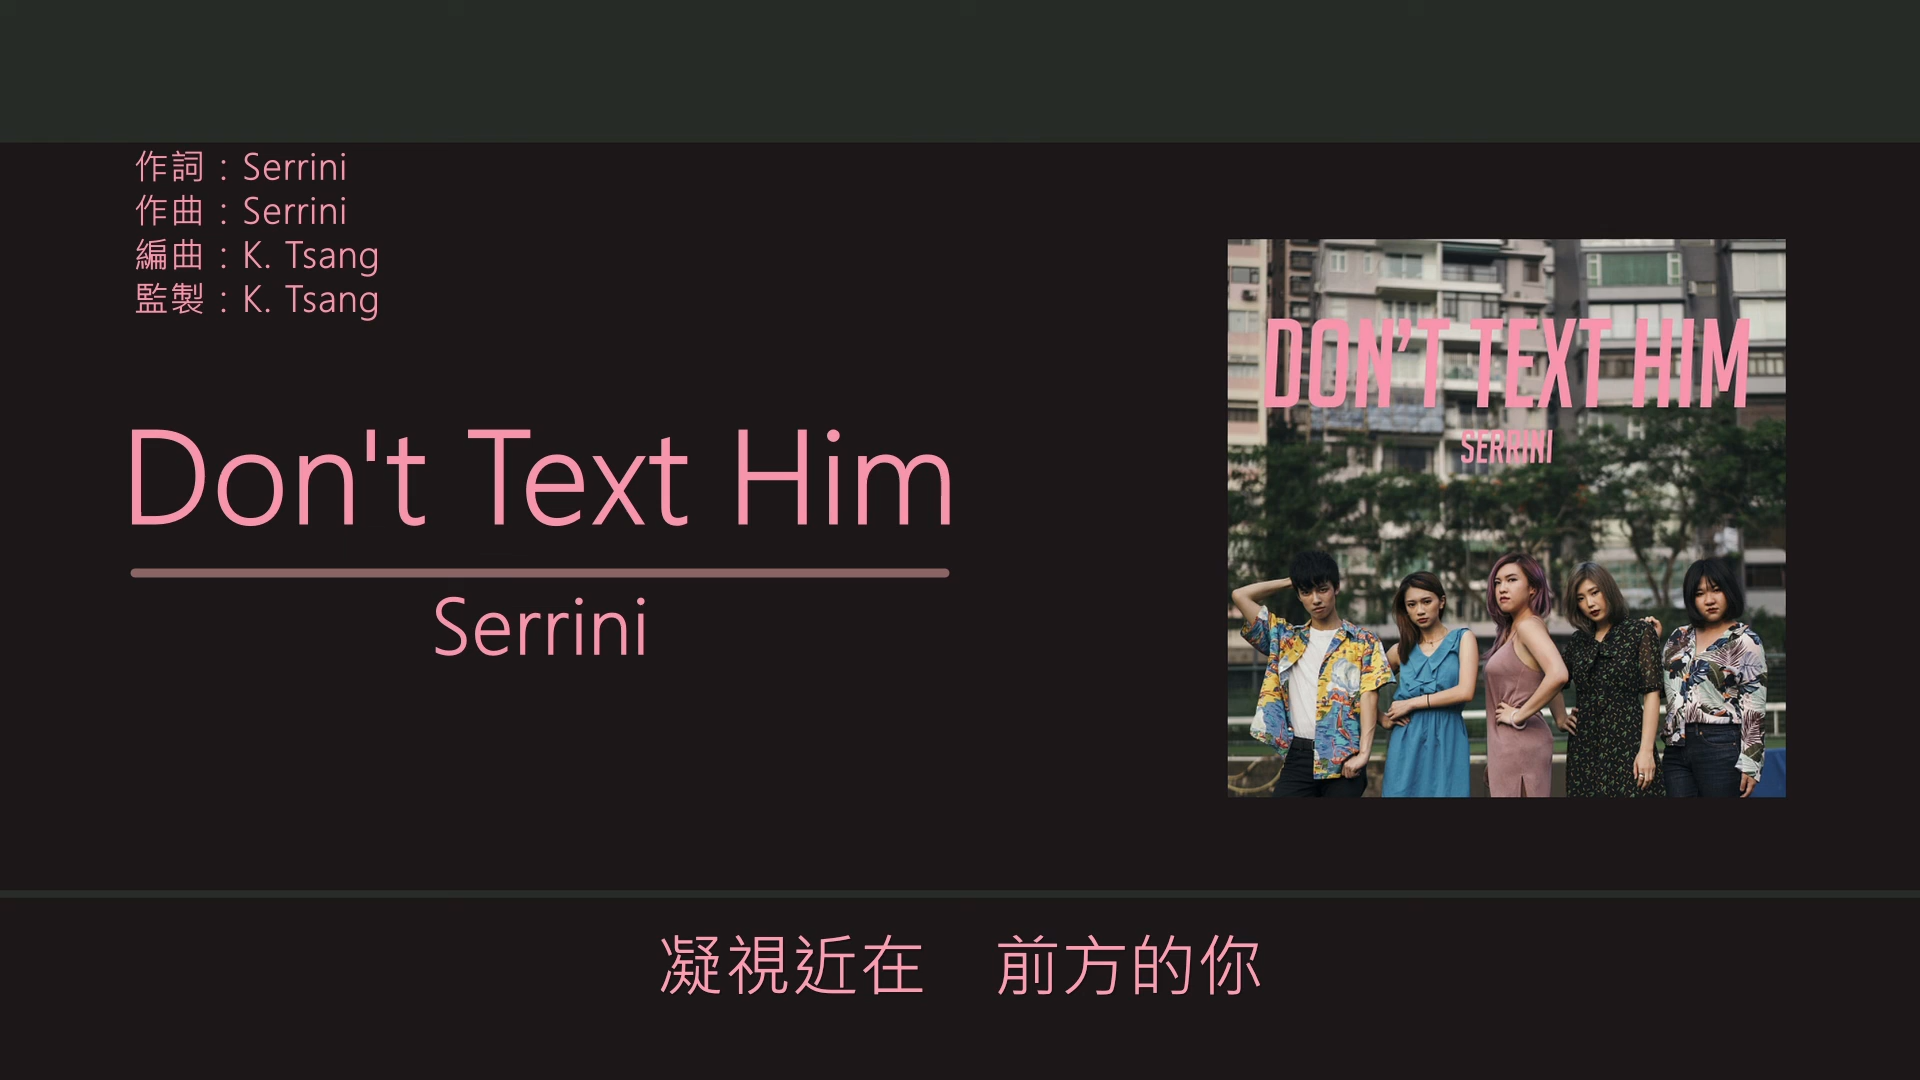 作詞：Serrini
作曲：Serrini
編曲：K. Tsang
監製：K. Tsang
Don't Text Him
Serrini
DON'T TEXT HIM
SERRINI
凝視近在　前方的你